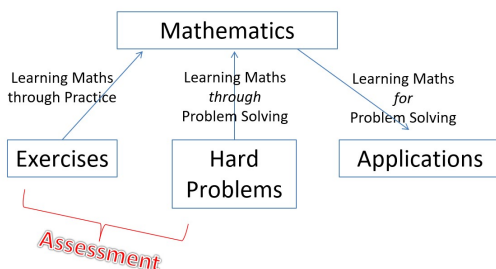 Mathematics
Learning Maths
through Practice
Learning Maths
through
Problem Solving
Learning Maths
for
Problem Solving
Exercises
Hard
Problems
Applications
Assessment